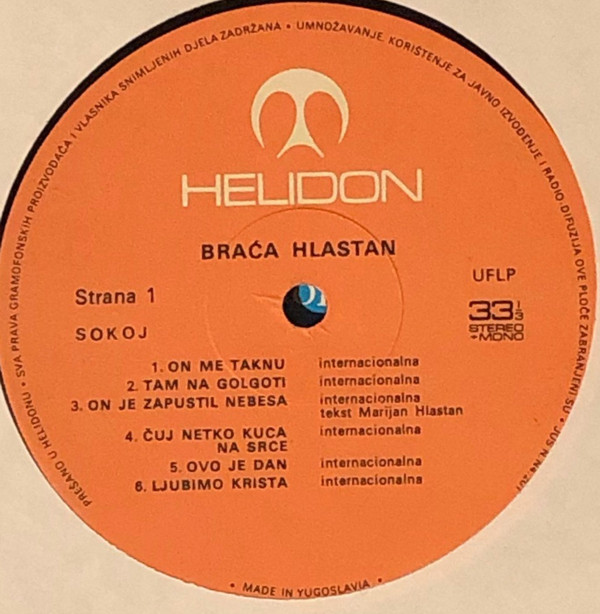 SVA PRAVA GRAMOFONSKIH PROIZVOĐAČA I VLASNIKA SNIMLJENIH DJELA ZADRŽANA • UMNOŽAVANJE, KORIŠTENJE ZA JAVNO IZVOĐENJE I RADIO-DIFUZIJA OVE PLOČE ZABRANJENI SU •
HELIDON
BRAĆA HLASTAN
UFLP
Strana 1
33 1/3
SOKOJ
STEREO
+MONO
1. ON ME TAKNU internacionalna
2. TAM NA GOLGOTI internacionalna
3. ON JE ZAPUSTIL NEBESA internacionalna
tekst Marijan Hlastan
4. ČUJ NETKO KUCA internacionalna
NA SRCE
5. OVO JE DAN internacionalna
6. LJUBIMO KRISTA internacionalna
PREŠANO U HELIDONU •
• MADE IN YUGOSLAVIA •